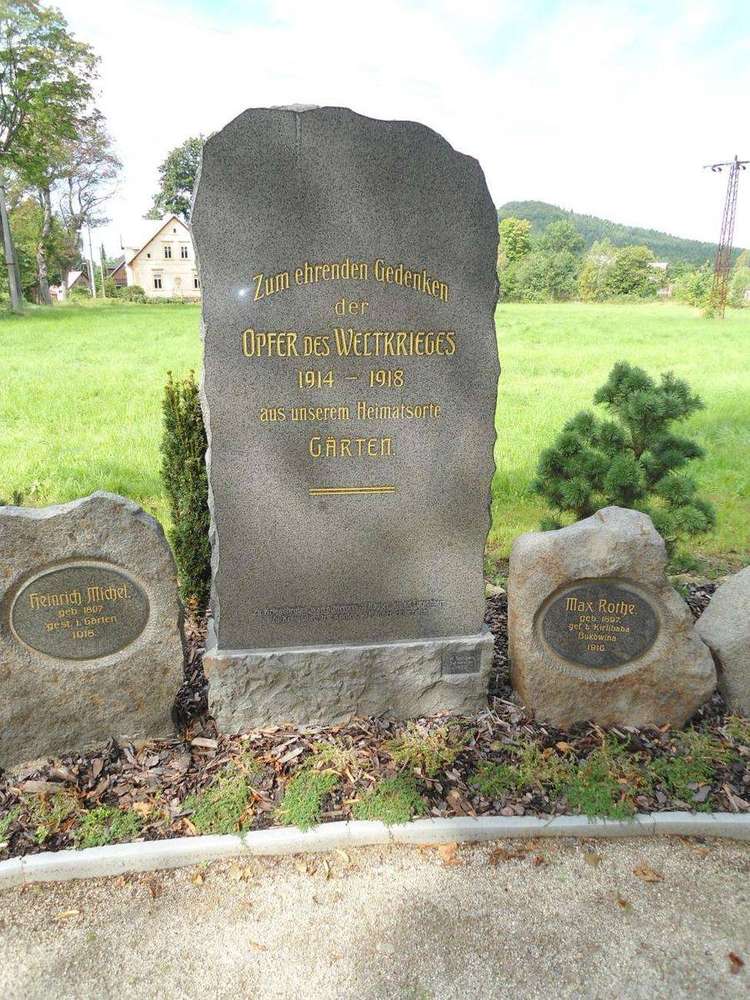 Zum ehrenden Gedenken
der
OPFER DES WELTKRIEGES
1914 – 1918
aus unserem Heimatsorte
GÄRTEN.
Heinrich Michel.
geb. 1897
gest. i. Gärten
1918.
Max Rothe.
geb. 1897.
gef. b. Kirlibaba
Bukowina
1916.